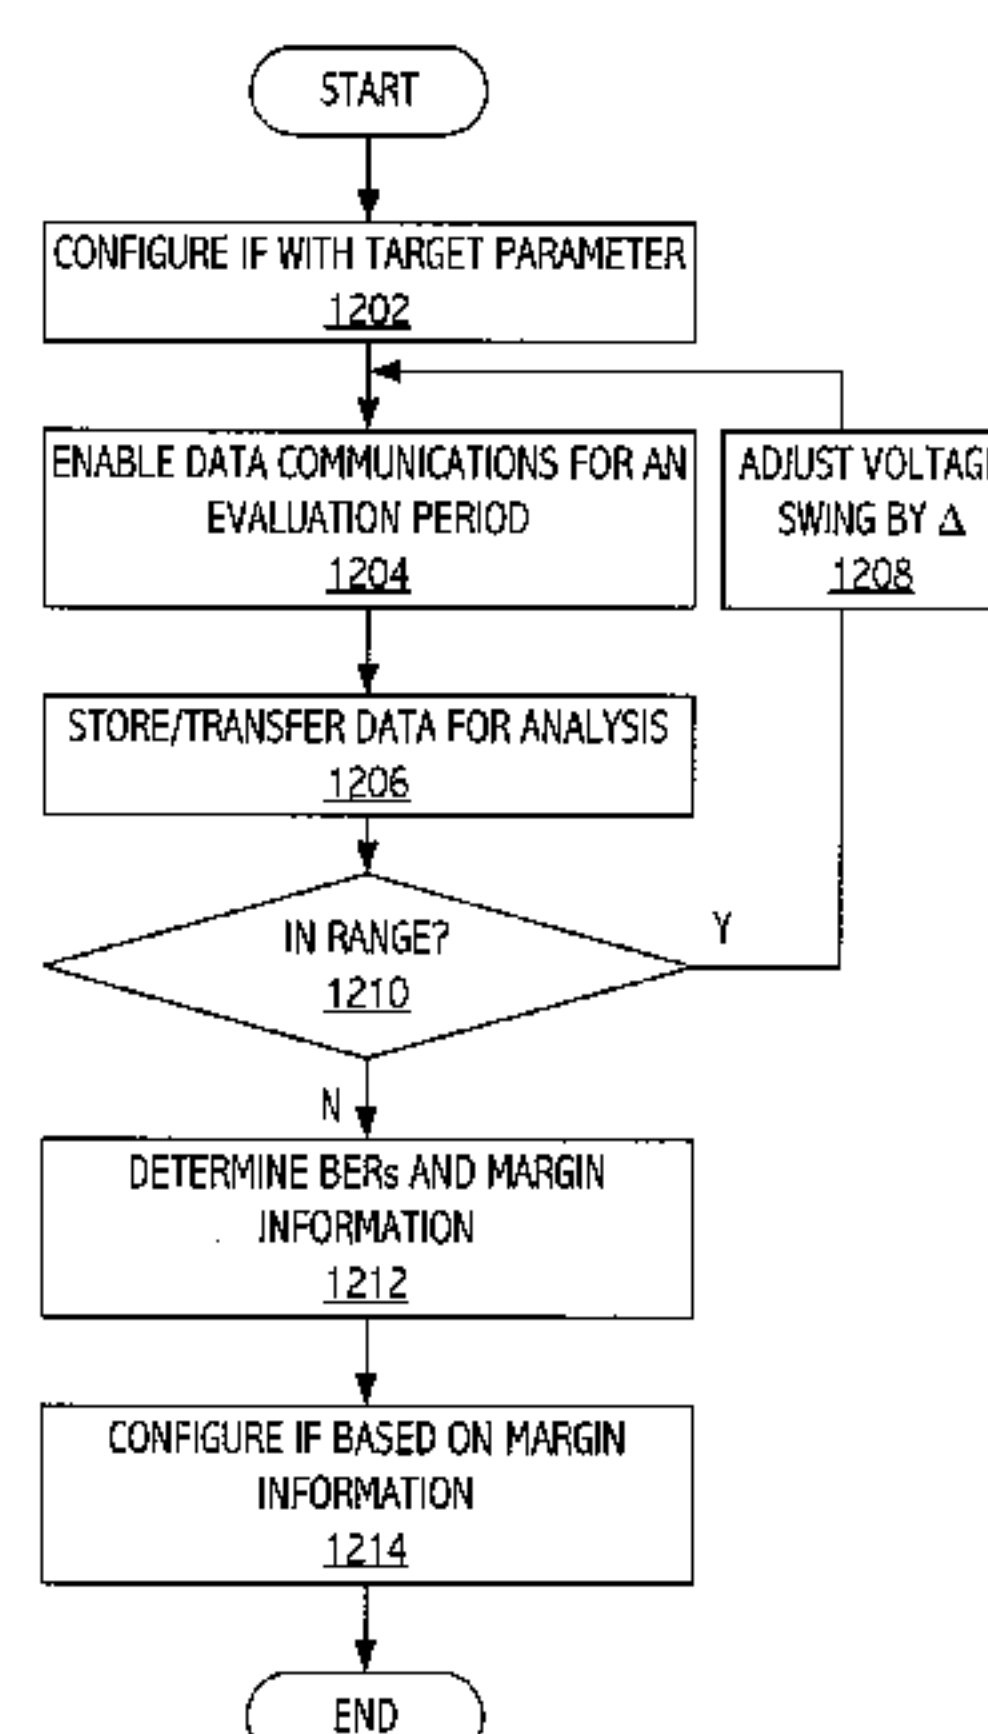 START
CONFIGURE IF WITH TARGET PARAMETER
1202
ENABLE DATA COMMUNICATIONS FOR AN
EVALUATION PERIOD
1204
ADJUST VOLTAGE
SWING BY Δ
1208
STORE/TRANSFER DATA FOR ANALYSIS
1206
IN RANGE?
1210
Y
N
DETERMINE BERs AND MARGIN
INFORMATION
1212
CONFIGURE IF BASED ON MARGIN
INFORMATION
1214
END